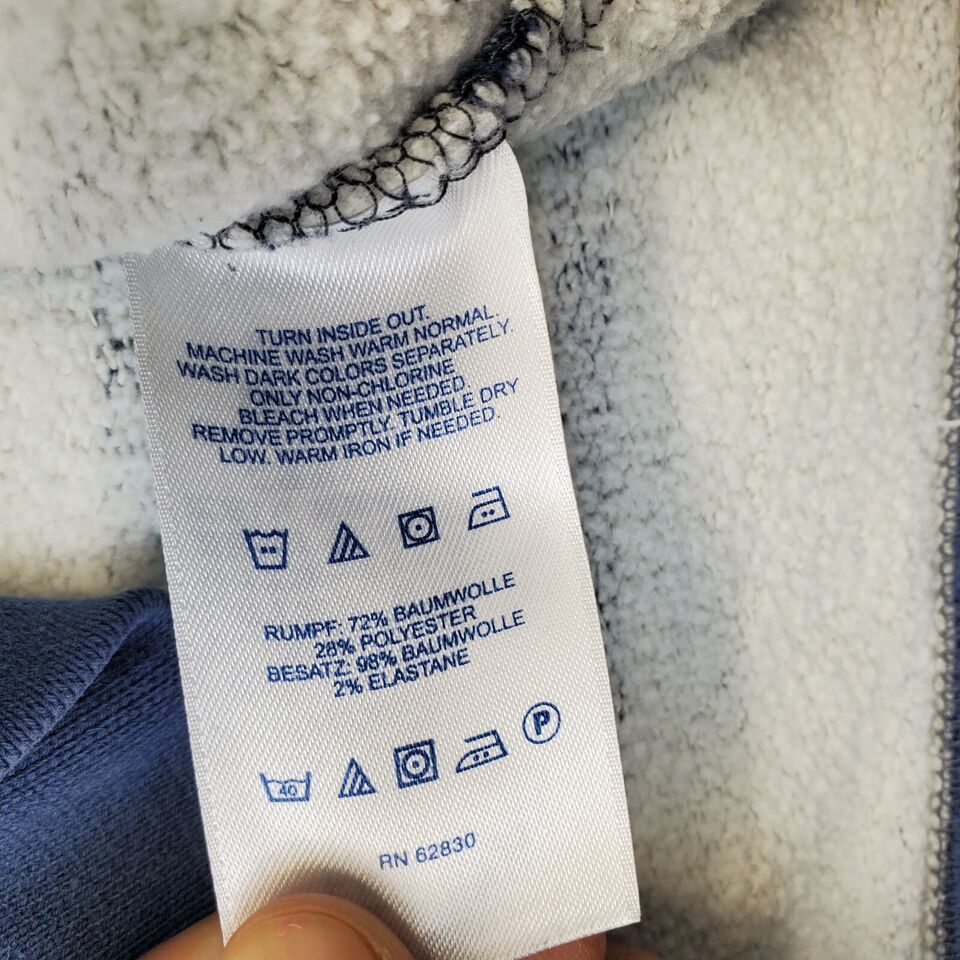 TURN INSIDE OUT.
MACHINE WASH WARM NORMAL.
WASH DARK COLORS SEPARATELY
ONLY NON-CHLORINE
BLEACH WHEN NEEDED.
REMOVE PROMPTLY. TUMBLE DRY
LOW. WARM IRON IF NEEDED.
RUMPF: 72% BAUMWOLLE
28% POLYESTER
BESATZ: 98% BAUMWOLLE
2% ELASTANE
40
P
RN 62830